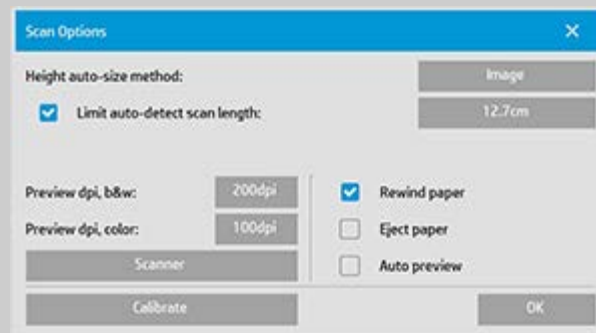 Scan Options
Height auto-size method: Image
Limit auto-detect scan length: 12.7cm
Preview dpi, b&w: 200dpi
Rewind paper
Preview dpi, color: 100dpi
Eject paper
Scanner
Auto preview
Calibrate
OK